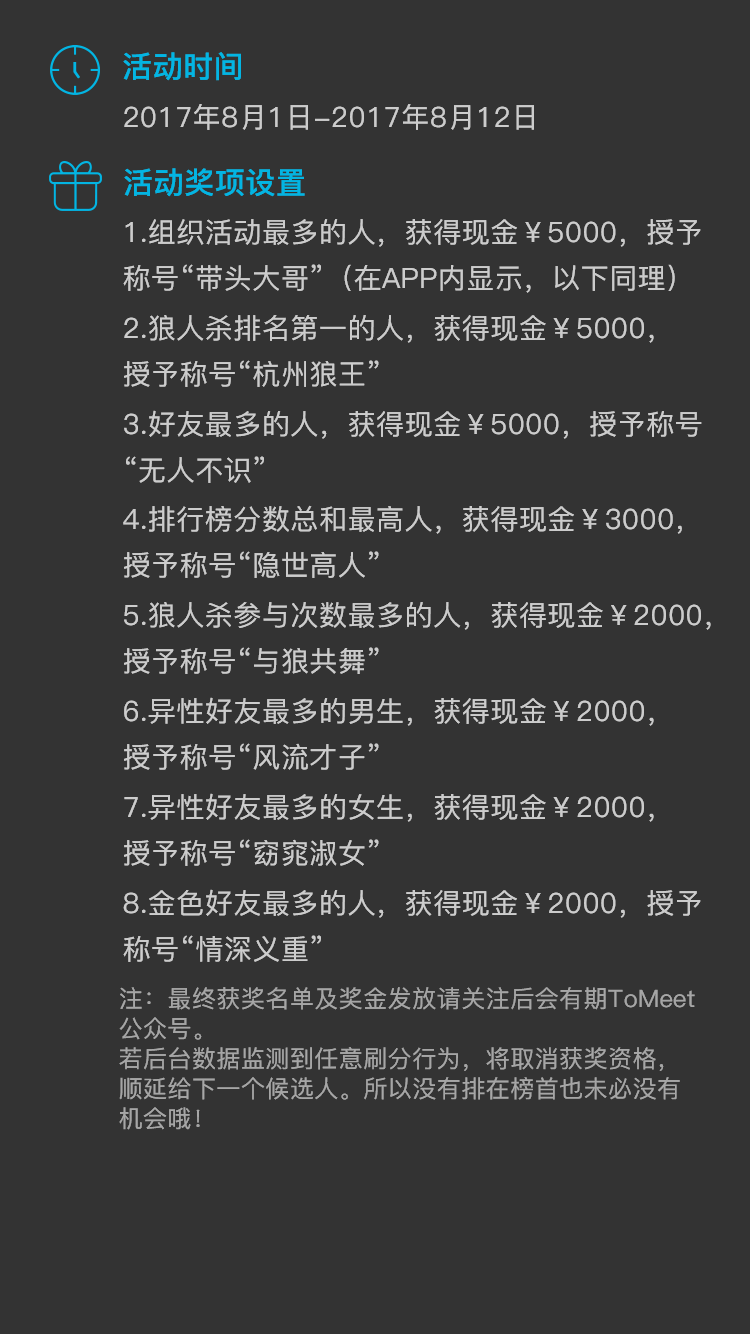 活动时间
2017年8月1日-2017年8月12日
活动奖项设置
1.组织活动最多的人，获得现金￥5000，授予
称号“带头大哥”（在APP内显示，以下同理）
2.狼人杀排名第一的人，获得现金￥5000，
授予称号“杭州狼王”
3.好友最多的人，获得现金￥5000，授予称号
“无人不识”
4.排行榜分数总和最高人，获得现金￥3000，
授予称号“隐世高人”
5.狼人杀参与次数最多的人，获得现金￥2000，
授予称号“与狼共舞”
6.异性好友最多的男生，获得现金￥2000，
授予称号“风流才子”
7.异性好友最多的女生，获得现金￥2000，
授予称号“窈窕淑女”
8.金色好友最多的人，获得现金￥2000，授予
称号“情深义重”
注：最终获奖名单及奖金发放请关注后会有期ToMeet
公众号。
若后台数据监测到任意刷分行为，将取消获奖资格，
顺延给下一个候选人。所以没有排在榜首也未必没有
机会哦！